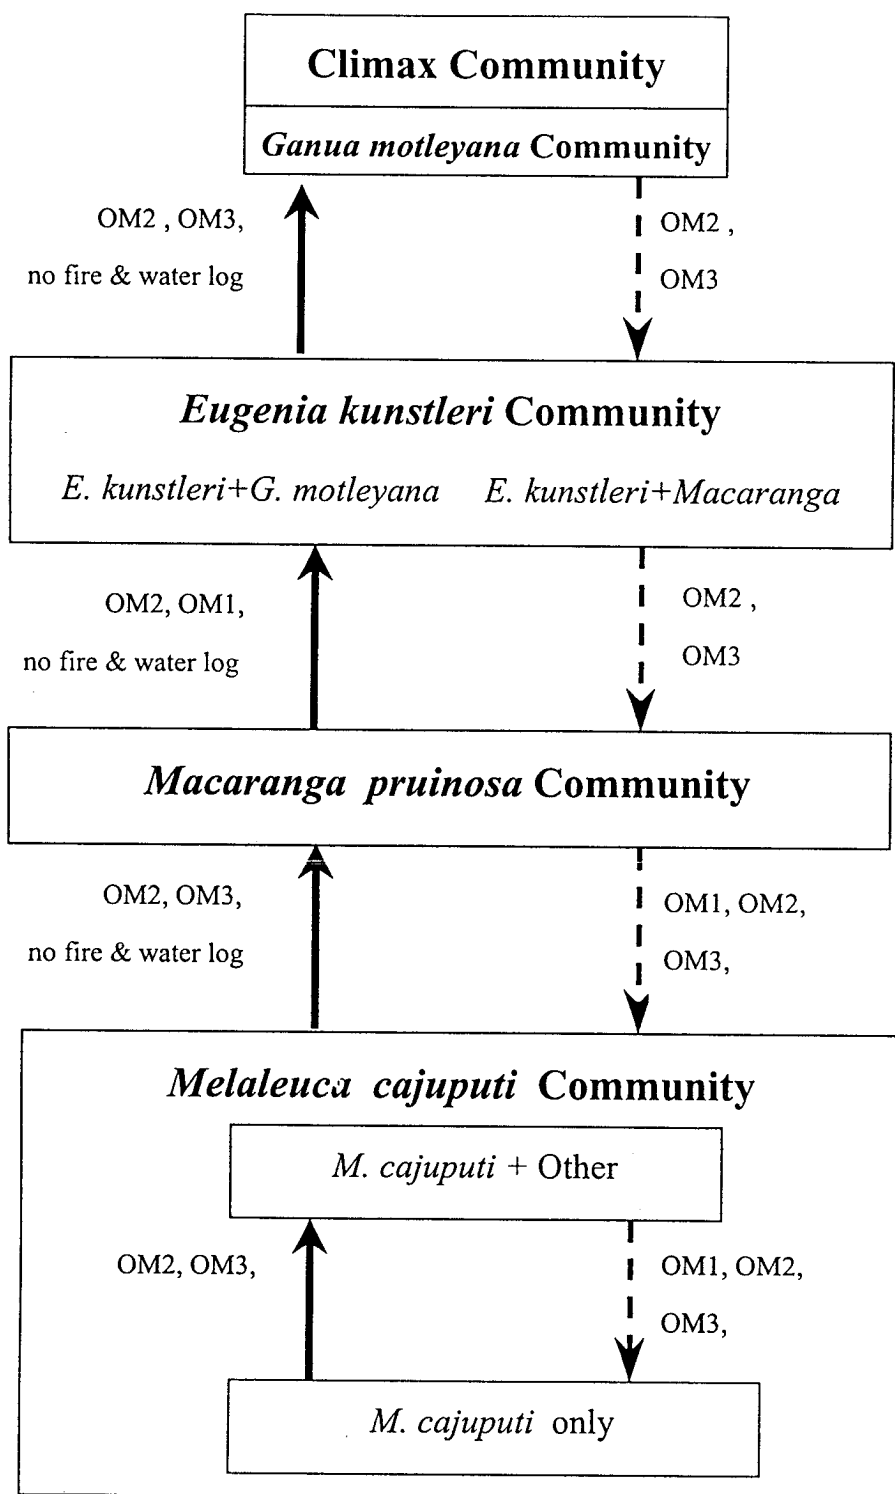 Climax Community
Ganua motleyana Community
OM2 , OM3,
no fire & water log
OM2 ,
OM3
Eugenia kunstleri Community
E. kunstleri+G. motleyana E. kunstleri+Macaranga
OM2, OM1,
no fire & water log
OM2 ,
OM3
Macaranga pruinosa Community
OM2, OM3,
no fire & water log
OM1, OM2,
OM3,
Melaleuca cajuputi Community
M. cajuputi + Other
OM2, OM3,
OM1, OM2,
OM3,
M. cajuputi only